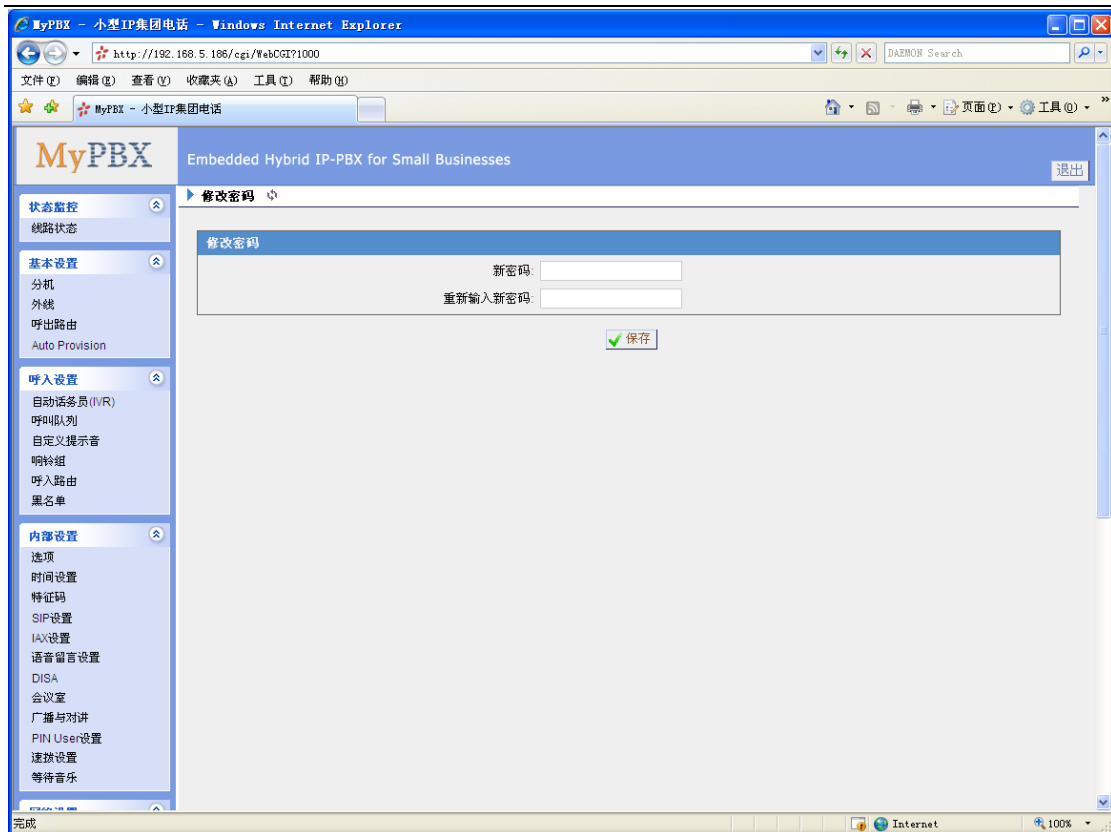 MyPBX - 小型IP集团电话 - Windows Internet Explorer
http://192.168.5.186/cgi/WebCGI?1000
DAEMON Search
文件(F) 编辑(E) 查看(V) 收藏夹(A) 工具(T) 帮助(H)
MyPBX - 小型IP集团电话
页面(P) 工具(O) »
MyPBX
Embedded Hybrid IP-PBX for Small Businesses
退出
修改密码
状态监控
线路状态
基本设置
分机
外线
呼出路由
Auto Provision
呼入设置
自动话务员(IVR)
呼叫队列
自定义提示音
响铃组
呼入路由
黑名单
内部设置
选项
时间设置
特征码
SIP设置
IAX设置
语音留言设置
DISA
会议室
广播与对讲
PIN User设置
速拨设置
等待音乐
网络设置
修改密码
新密码:
重新输入新密码:
保存
完成
Internet
100%